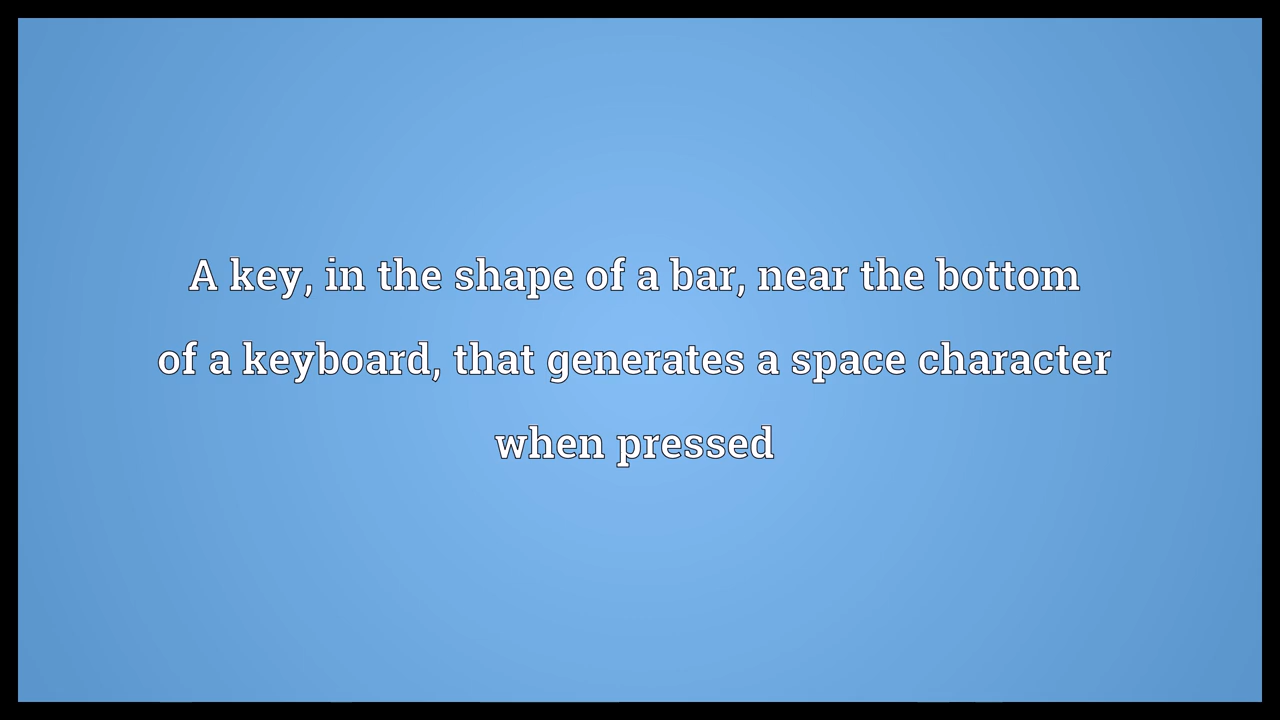 A key, in the shape of a bar, near the bottom
of a keyboard, that generates a space character
when pressed